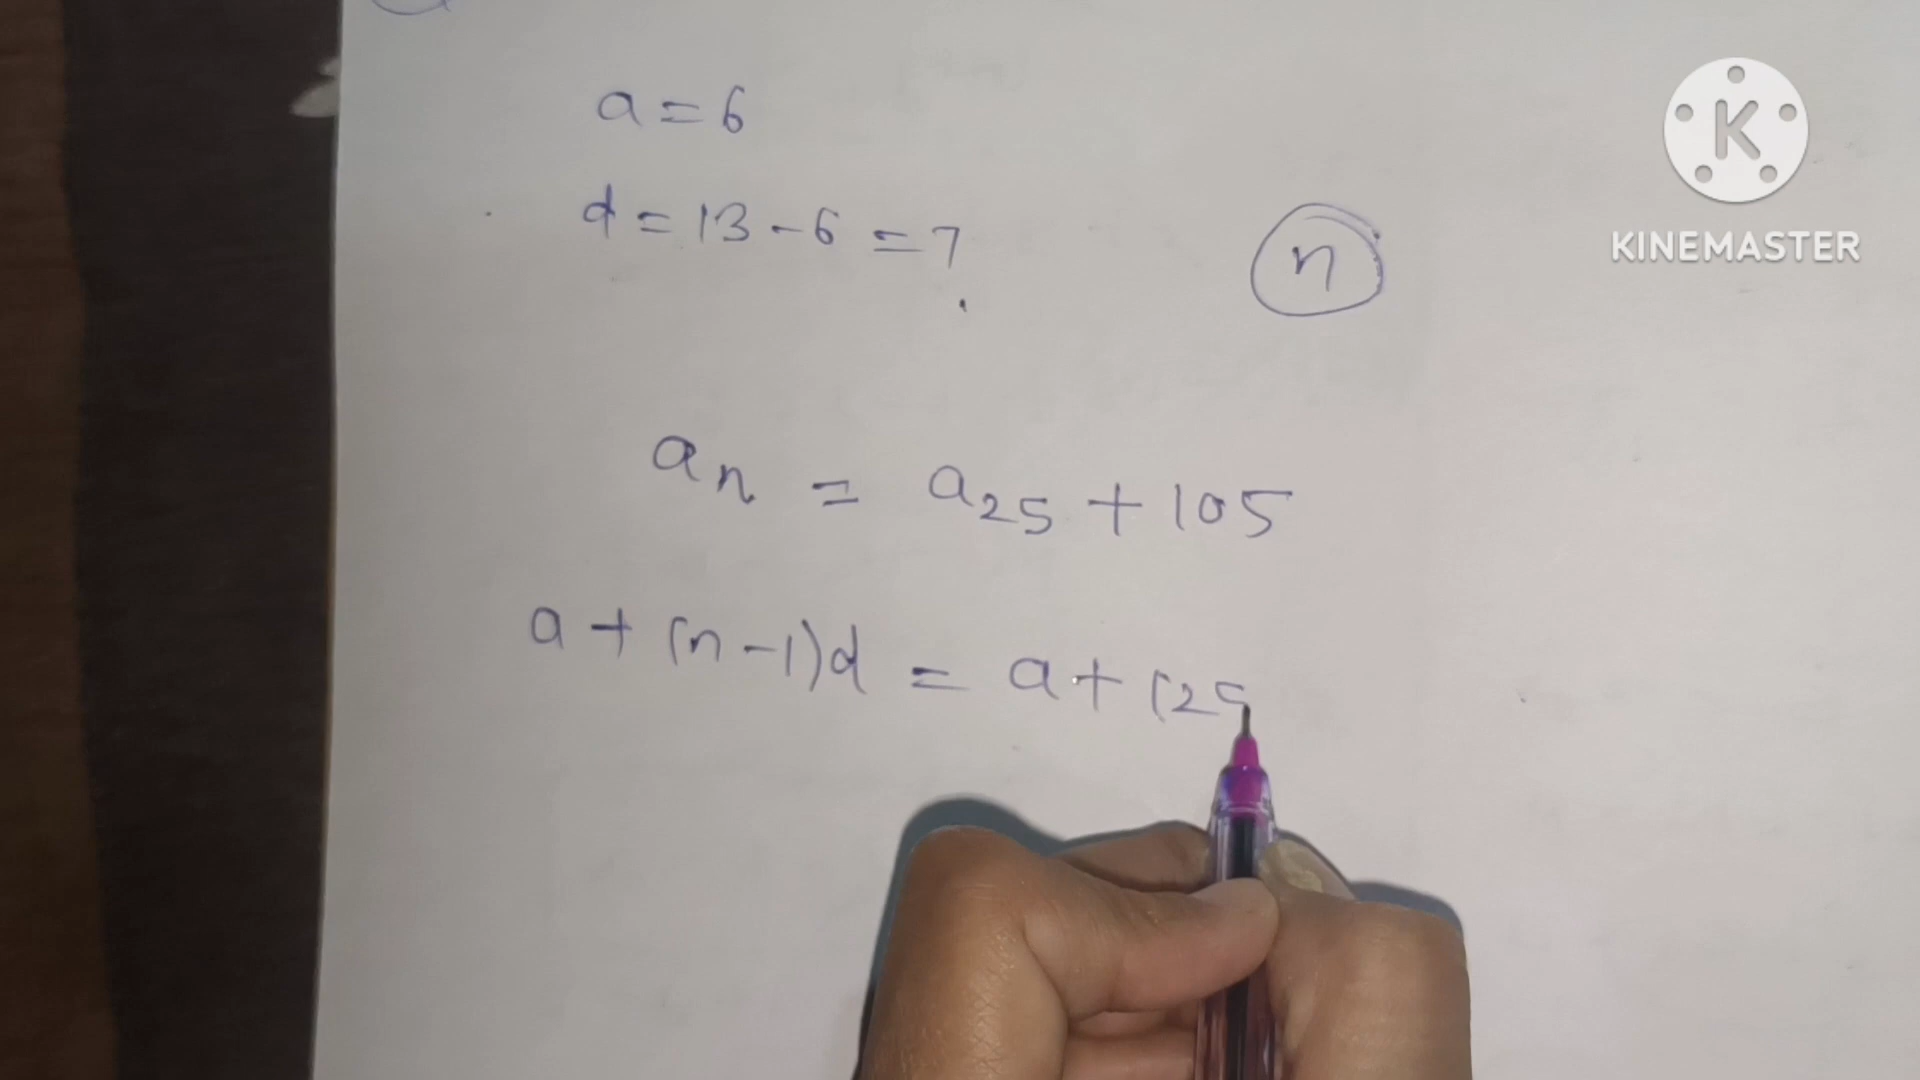 a = 6
d = 13 - 6 = 7
n
KINEMASTER
an = a25 + 105
a + (n - 1)d = a + (25